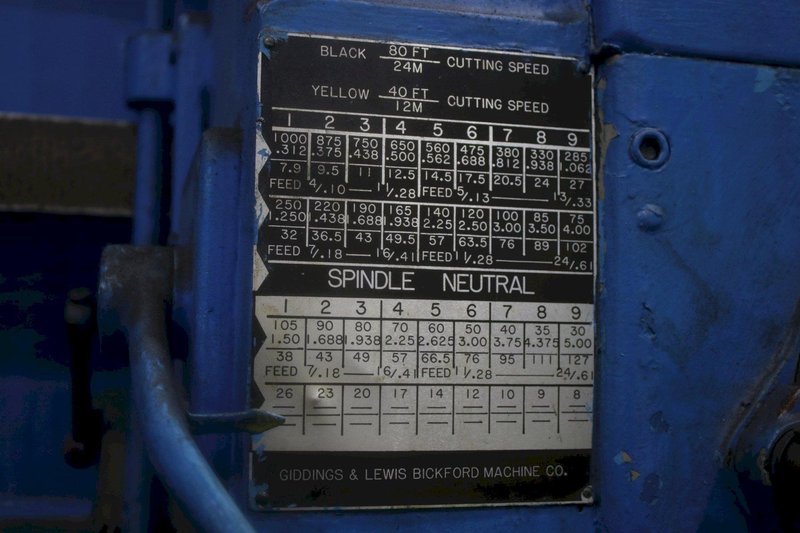 BLACK 80 FT / 24M CUTTING SPEED
YELLOW 40 FT / 12M CUTTING SPEED
1 2 3 4 5 6 7 8 9
1000 875 750 650 560 475 380 330 285
.312 .375 .438 .500 .562 .688 .812 .938 1.062
7.9 9.5 11 12.5 14.5 17.5 20.5 24 27
FEED 4/.10 — 11/.28 FEED 5/.13 — 13/.33
250 220 190 165 140 120 100 85 75
1.250 1.438 1.688 1.938 2.25 2.50 3.00 3.50 4.00
32 36.5 43 49.5 57 63.5 76 89 102
FEED 7/.18 — 16/.41 FEED 11/.28 — 24/.61
SPINDLE NEUTRAL
1 2 3 4 5 6 7 8 9
105 90 80 70 60 50 40 35 30
1.50 1.688 1.938 2.25 2.625 3.00 3.75 4.375 5.00
38 43 49 57 66.5 76 95 111 127
FEED 7/.18 — 16/.41 FEED 11/.28 — 24/.61
26 23 20 17 14 12 10 9 8
GIDDINGS & LEWIS BICKFORD MACHINE CO.